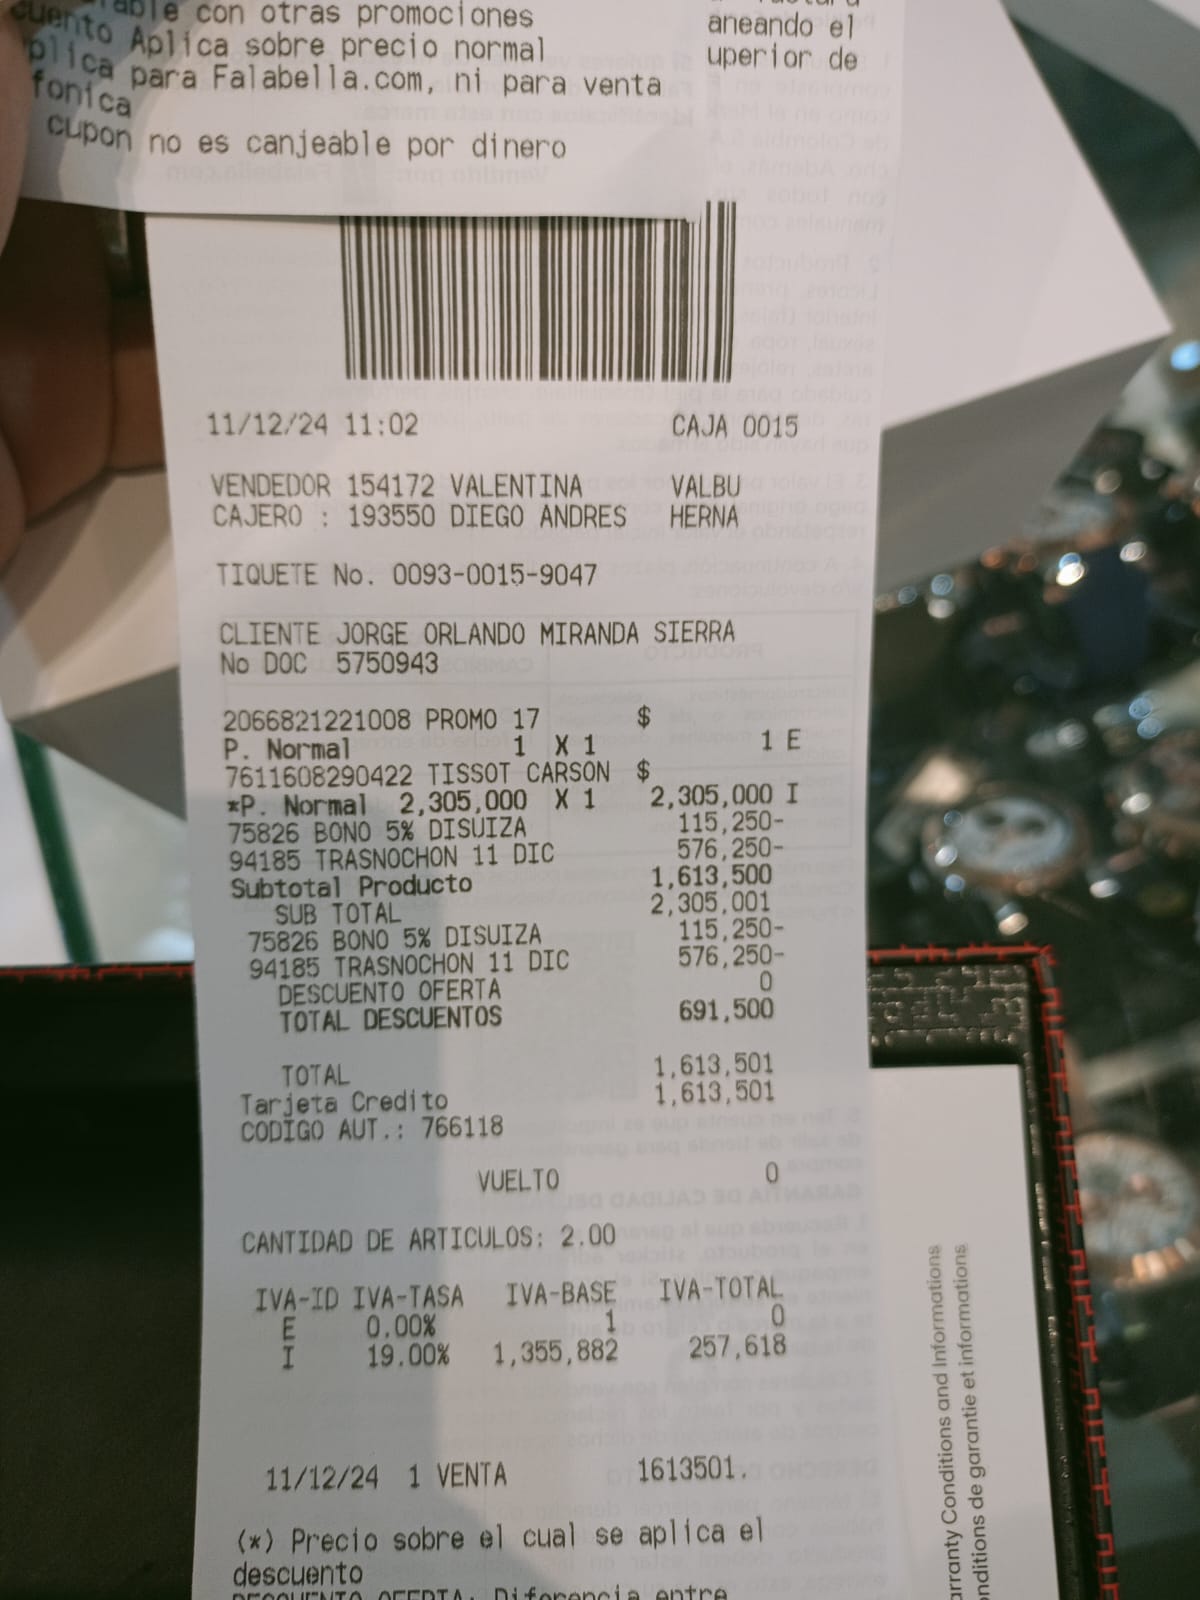 able con otras promociones
cuento Aplica sobre precio normal
plica para Falabella.com, ni para venta
fonica
cupon no es canjeable por dinero
aneando el
uperior de
11/12/24 11:02 CAJA 0015
VENDEDOR 154172 VALENTINA VALBU
CAJERO : 193550 DIEGO ANDRES HERNA
TIQUETE No. 0093-0015-9047
CLIENTE JORGE ORLANDO MIRANDA SIERRA
No DOC 5750943
2066821221008 PROMO 17 $
P. Normal 1 X 1 1 E
7611608290422 TISSOT CARSON $
*P. Normal 2,305,000 X 1 2,305,000 I
75826 BONO 5% DISUIZA 115,250-
94185 TRASNOCHON 11 DIC 576,250-
Subtotal Producto 1,613,500
SUB TOTAL 2,305,001
75826 BONO 5% DISUIZA 115,250-
94185 TRASNOCHON 11 DIC 576,250-
DESCUENTO OFERTA 0
TOTAL DESCUENTOS 691,500
TOTAL 1,613,501
Tarjeta Credito 1,613,501
CODIGO AUT.: 766118
VUELTO 0
CANTIDAD DE ARTICULOS: 2.00
IVA-ID IVA-TASA IVA-BASE IVA-TOTAL
E 0.00% 1 0
I 19.00% 1,355,882 257,618
11/12/24 1 VENTA 1613501.
(*) Precio sobre el cual se aplica el
descuento
DESCUENTO OFERTA: Diferencia entre
arranty Conditions and Informations
onditions de garantie et informations